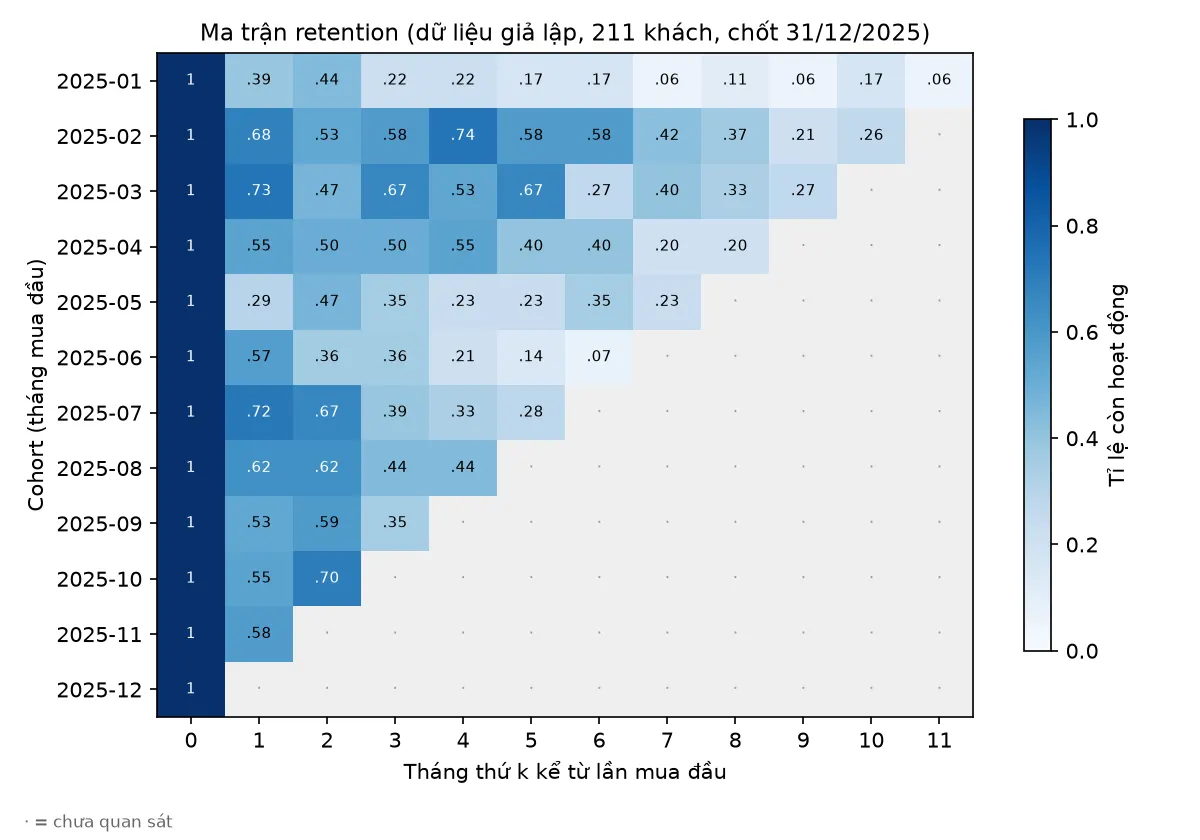 Ma trận retention (dữ liệu giả lập, 211 khách, chốt 31/12/2025)
Cohort (tháng mua đầu)
2025-01 1 .39 .44 .22 .22 .17 .17 .06 .11 .06 .17 .06
2025-02 1 .68 .53 .58 .74 .58 .58 .42 .37 .21 .26 ·
2025-03 1 .73 .47 .67 .53 .67 .27 .40 .33 .27 · ·
2025-04 1 .55 .50 .50 .55 .40 .40 .20 .20 · · ·
2025-05 1 .29 .47 .35 .23 .23 .35 .23 · · · ·
2025-06 1 .57 .36 .36 .21 .14 .07 · · · · ·
2025-07 1 .72 .67 .39 .33 .28 · · · · · ·
2025-08 1 .62 .62 .44 .44 · · · · · · ·
2025-09 1 .53 .59 .35 · · · · · · · ·
2025-10 1 .55 .70 · · · · · · · · ·
2025-11 1 .58 · · · · · · · · · ·
2025-12 1 · · · · · · · · · · ·
0 1 2 3 4 5 6 7 8 9 10 11
Tháng thứ k kể từ lần mua đầu
1.0
0.8
0.6
0.4
0.2
0.0
Tỉ lệ còn hoạt động
· = chưa quan sát